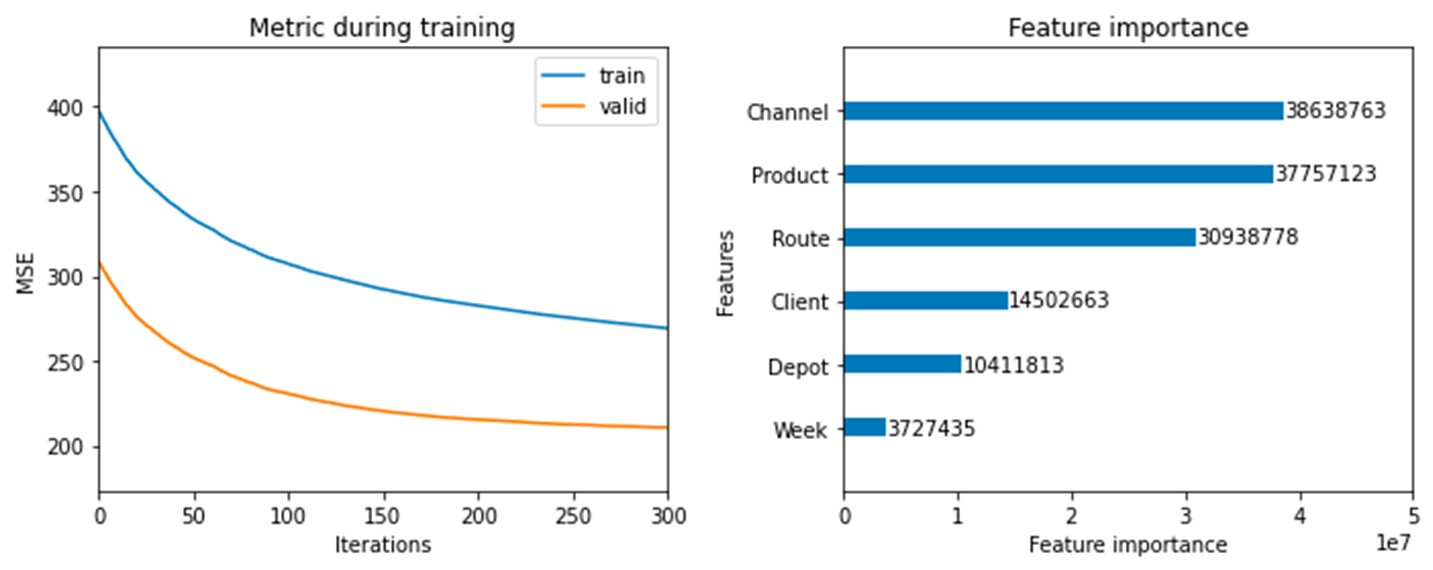 Metric during training
train
valid
400
350
300
250
200
MSE
0 50 100 150 200 250 300
Iterations
Feature importance
Channel 38638763
Product 37757123
Route 30938778
Client 14502663
Depot 10411813
Week 3727435
Features
0 1 2 3 4 5
1e7
Feature importance